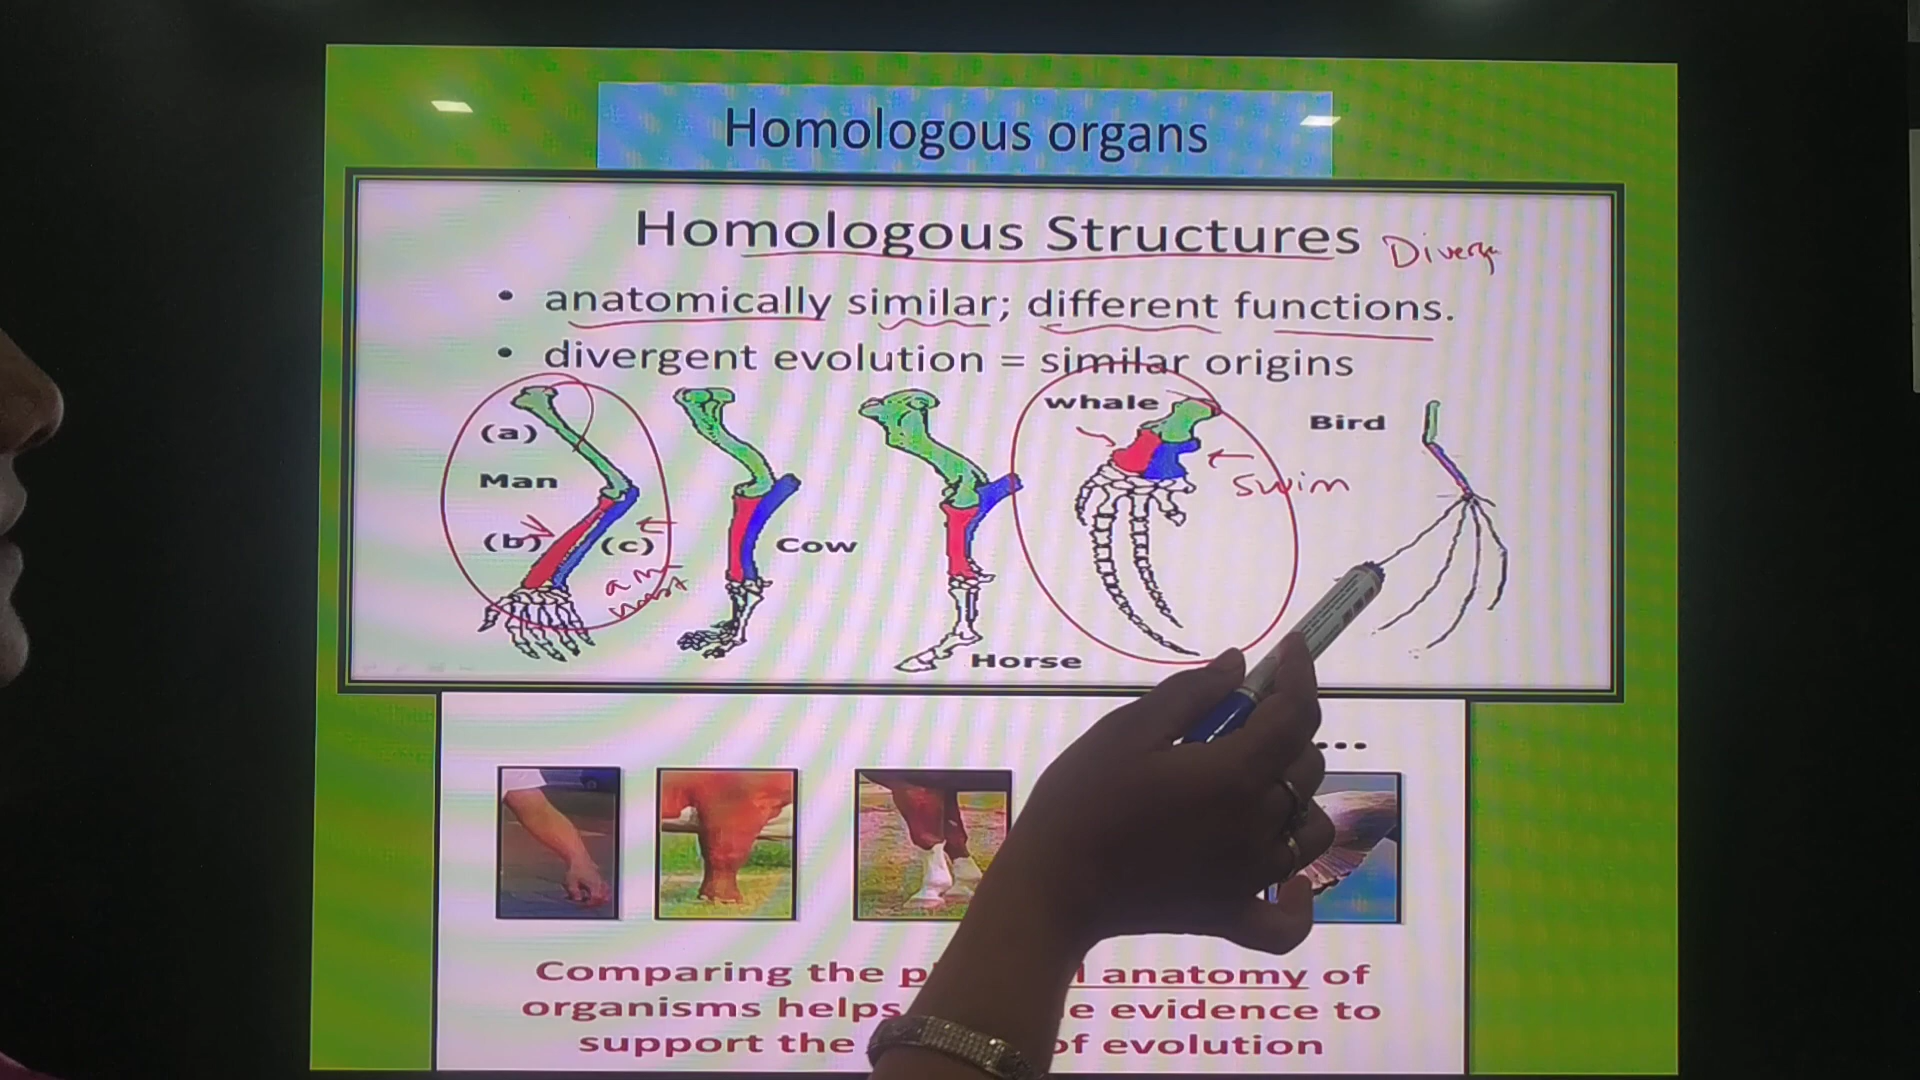 Homologous organs
Homologous Structures
Diverg
• anatomically similar; different functions.
• divergent evolution = similar origins
whale
Bird
(a)
Man
swim
(b)
(c)
Cow
Horse
...
Comparing the anatomy of
organisms helps evidence to
support the of evolution